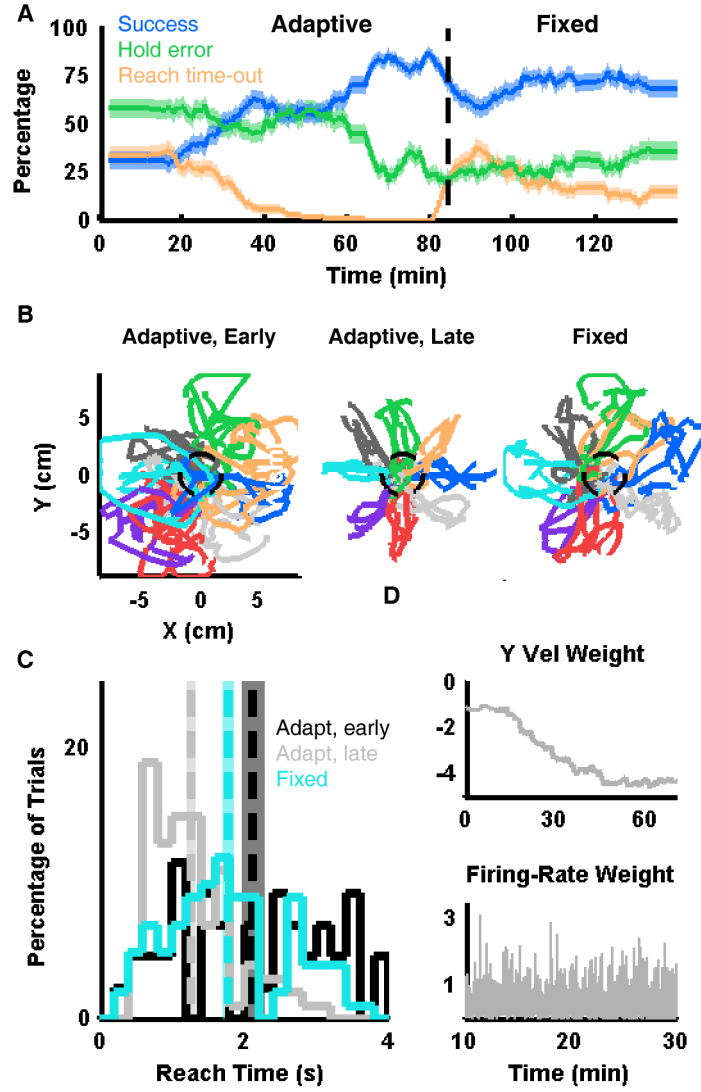 A
Adaptive
Fixed
Success
Hold error
Reach time-out
Percentage
100
75
50
25
0
0
20
40
60
80
100
120
Time (min)
B
Adaptive, Early
Adaptive, Late
Fixed
Y (cm)
5
0
-5
-5
0
5
X (cm)
C
Percentage of Trials
20
0
Adapt, early
Adapt, late
Fixed
0
2
4
Reach Time (s)
D
Y Vel Weight
0
-2
-4
0
30
60
Firing-Rate Weight
3
1
10
20
30
Time (min)